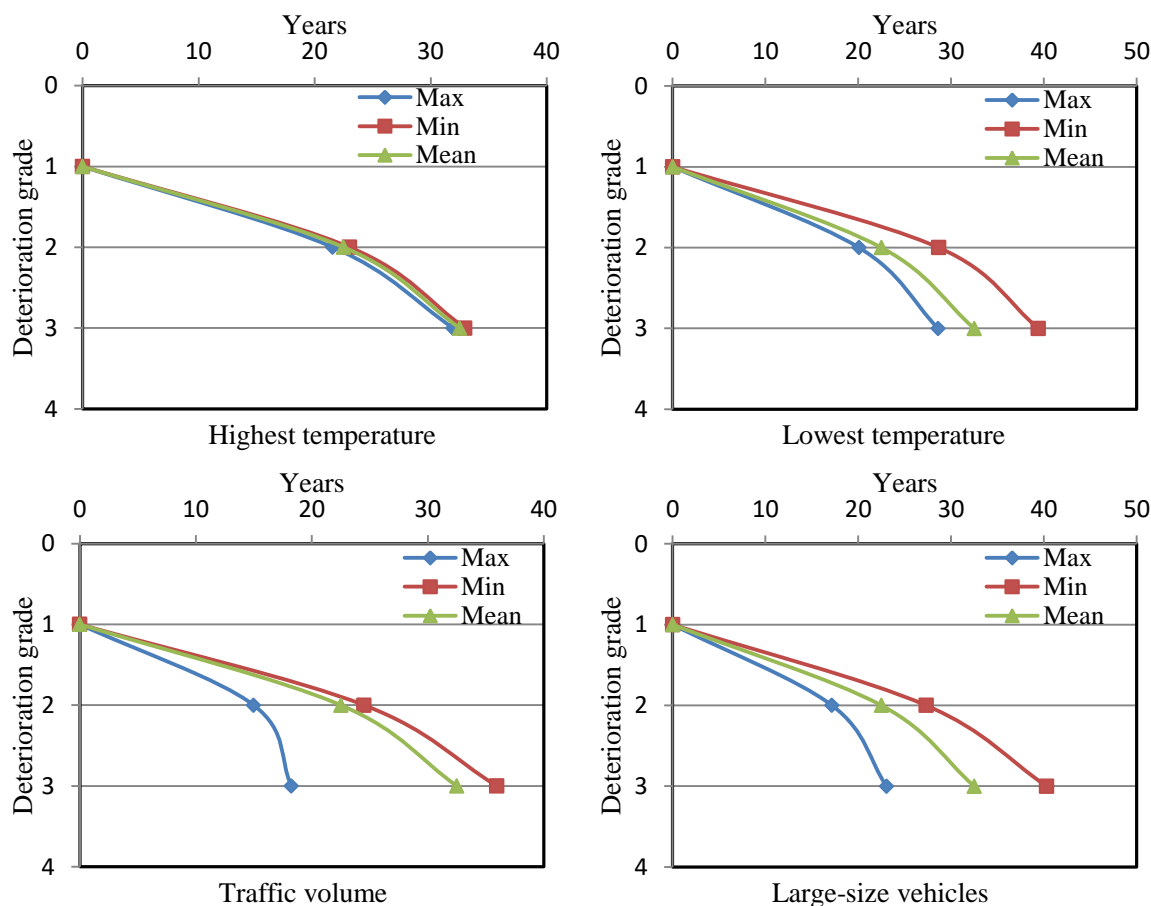 Years
0 10 20 30 40
0
1
2
3
4
Deterioration grade
Max
Min
Mean
Highest temperature
Years
0 10 20 30 40 50
0
1
2
3
4
Deterioration grade
Max
Min
Mean
Lowest temperature
Years
0 10 20 30 40
0
1
2
3
4
Deterioration grade
Max
Min
Mean
Traffic volume
Years
0 10 20 30 40 50
0
1
2
3
4
Deterioration grade
Max
Min
Mean
Large-size vehicles